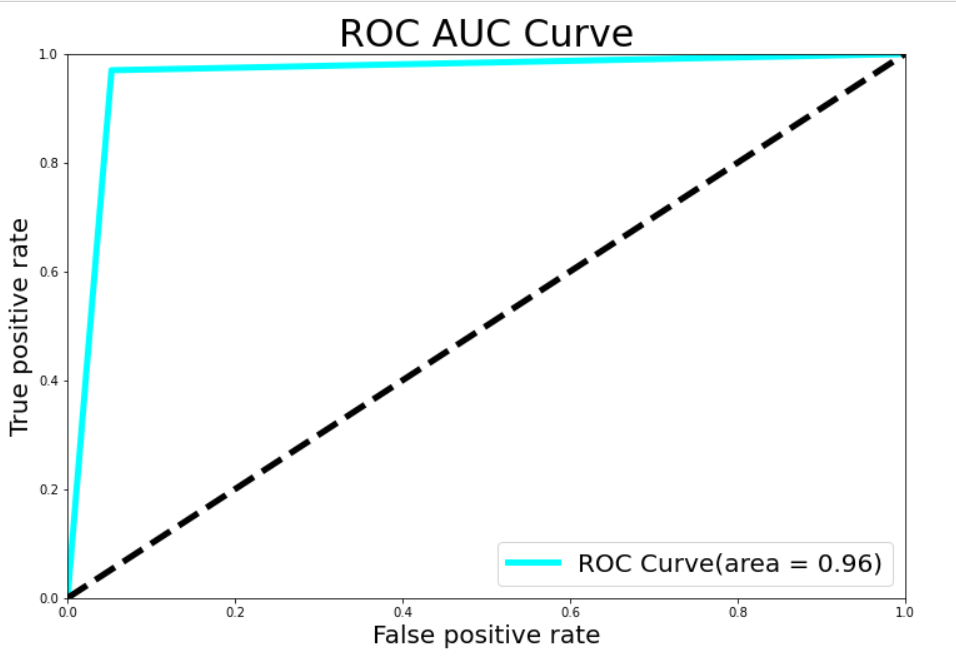 ROC AUC Curve
1.0
0.8
0.6
0.4
0.2
0.0
True positive rate
ROC Curve(area = 0.96)
0.0 0.2 0.4 0.6 0.8 1.0
False positive rate